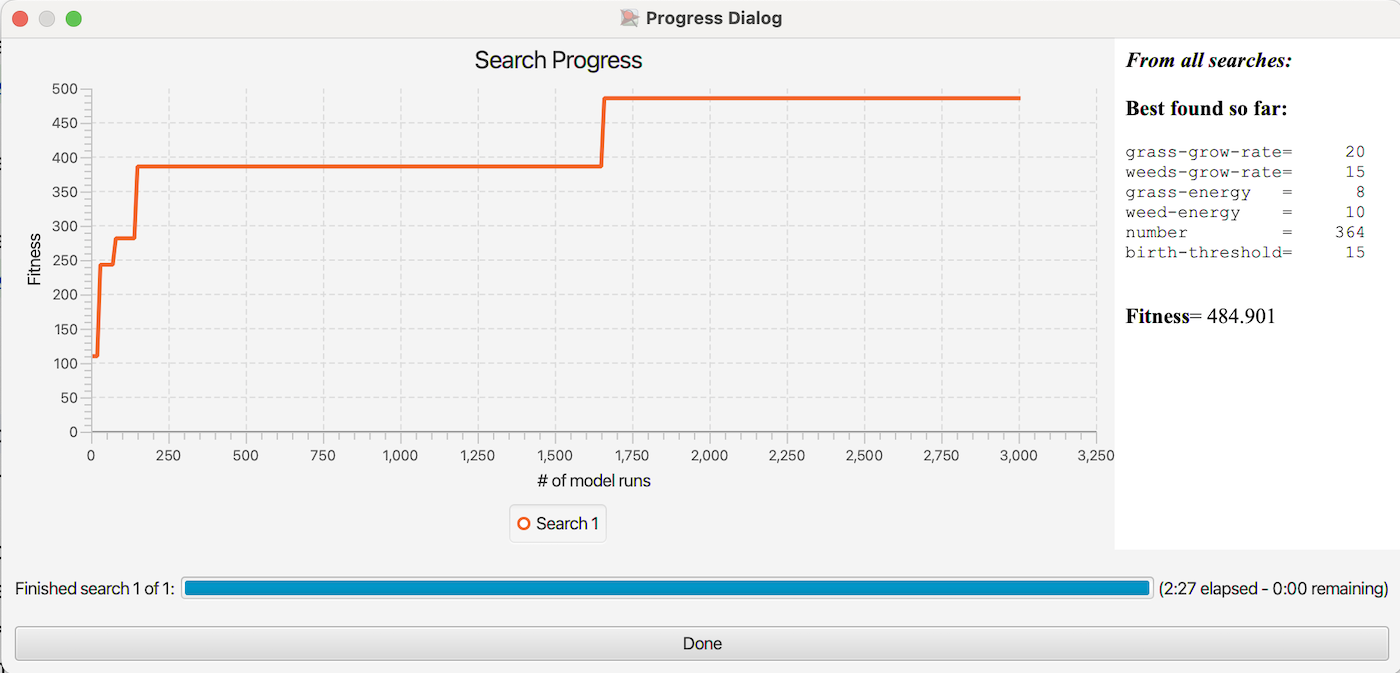 Progress Dialog
Search Progress
500
450
400
350
300
250
200
150
100
50
0
Fitness
0 250 500 750 1,000 1,250 1,500 1,750 2,000 2,250 2,500 2,750 3,000 3,250
# of model runs
Search 1
From all searches:
Best found so far:
grass-grow-rate= 20
weeds-grow-rate= 15
grass-energy = 8
weed-energy = 10
number = 364
birth-threshold= 15
Fitness= 484.901
Finished search 1 of 1: (2:27 elapsed - 0:00 remaining)
Done